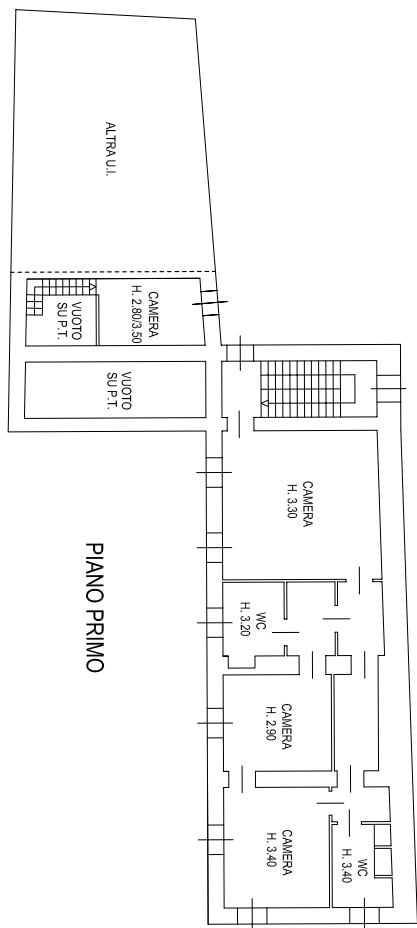 ALTRA U.I.
CAMERA
H. 2.80/3.50
VUOTO
SU P.T.
VUOTO
SU P.T.
CAMERA
H. 3.30
WC
H. 3.20
CAMERA
H. 2.90
CAMERA
H. 3.40
WC
H. 3.40
PIANO PRIMO